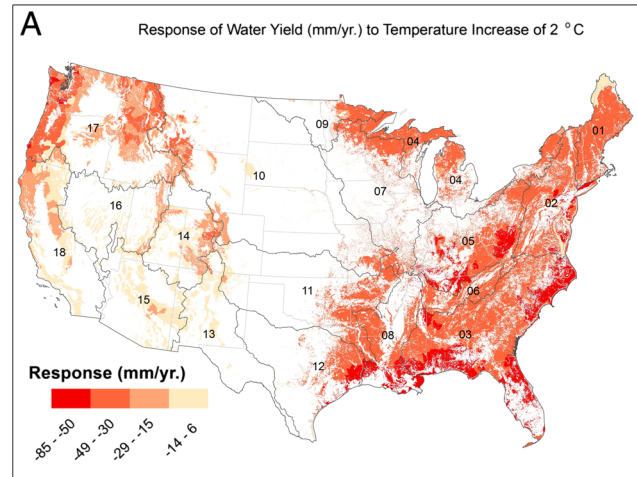 A
Response of Water Yield (mm/yr.) to Temperature Increase of 2 °C
01
09
04
17
04
02
10
07
16
05
14
18
06
11
15
03
13
08
12
Response (mm/yr.)
-85 - -50
-49 - -30
-29 - -15
-14 - 6